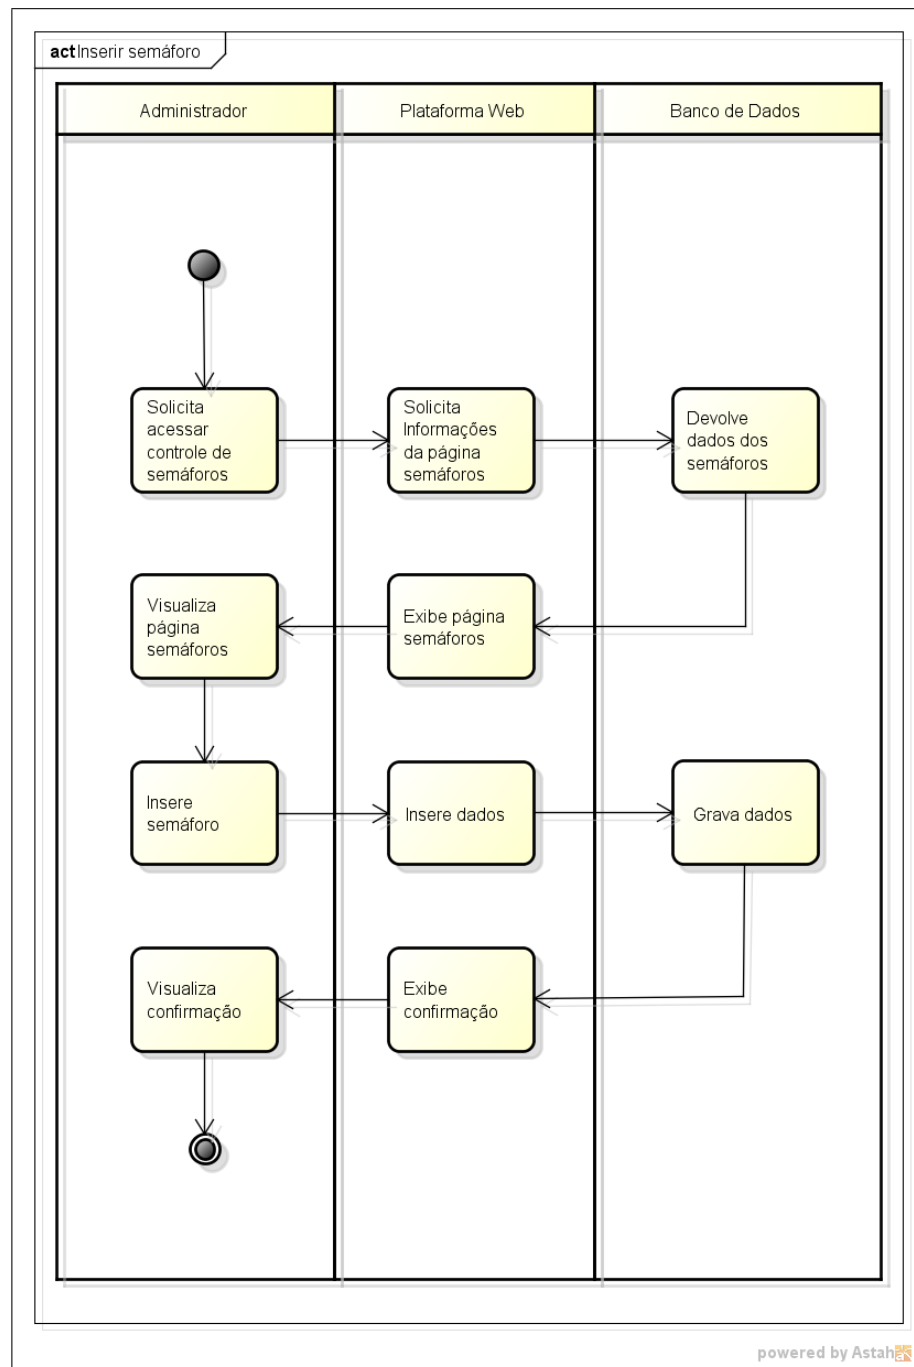 act Inserir semáforo
Administrador
Plataforma Web
Banco de Dados
Solicita
acessar
controle de
semáforos
Solicita
Informações
da página
semáforos
Devolve
dados dos
semáforos
Visualiza
página
semáforos
Exibe página
semáforos
Insere
semáforo
Insere dados
Grava dados
Visualiza
confirmação
Exibe
confirmação
powered by Astah